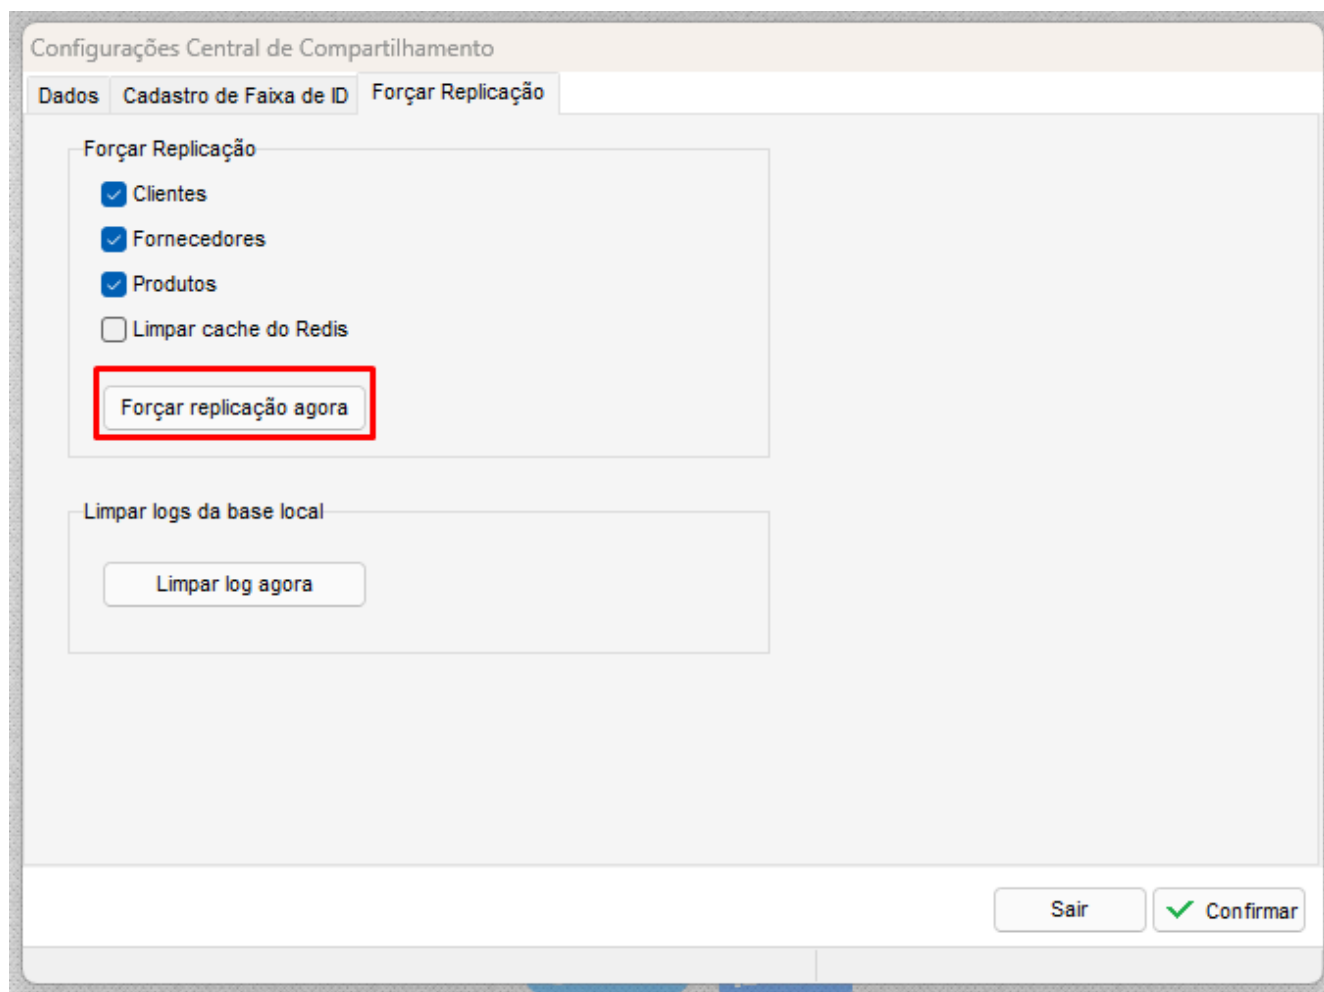 Configurações Central de Compartilhamento
Dados Cadastro de Faixa de ID Forçar Replicação
Forçar Replicação
Clientes
Fornecedores
Produtos
Limpar cache do Redis
Forçar replicação agora
Limpar logs da base local
Limpar log agora
Sair Confirmar